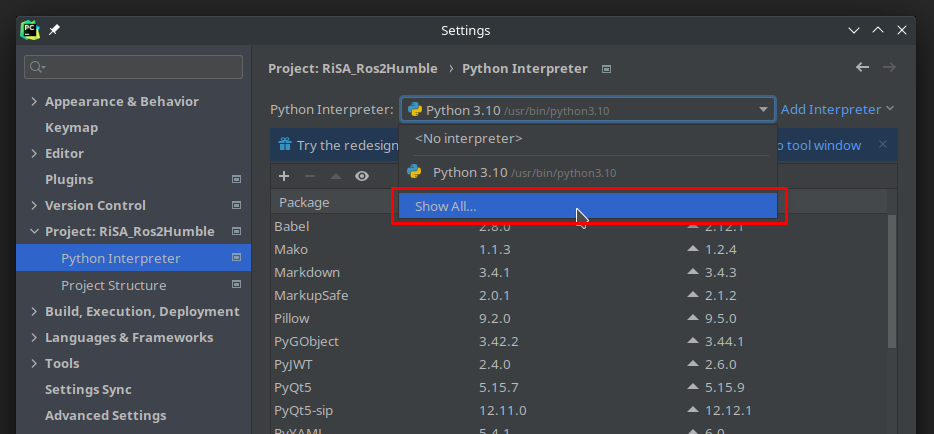 PC
Settings
Project: RiSA_Ros2Humble › Python Interpreter
Appearance & Behavior
Keymap
Editor
Plugins
Version Control
Project: RiSA_Ros2Humble
Python Interpreter
Project Structure
Build, Execution, Deployment
Languages & Frameworks
Tools
Settings Sync
Advanced Settings
Python Interpreter: Python 3.10 /usr/bin/python3.10 Add Interpreter
<No interpreter>
Try the redesign
tool window
Python 3.10 /usr/bin/python3.10
Show All...
Package
Babel 2.8.0 2.12.1
Mako 1.1.3 1.2.4
Markdown 3.4.1 3.4.3
MarkupSafe 2.0.1 2.1.2
Pillow 9.2.0 9.5.0
PyGObject 3.42.2 3.44.1
PyJWT 2.4.0 2.6.0
PyQt5 5.15.7 5.15.9
PyQt5-sip 12.11.0 12.12.1
PyYAML 5.4.1 6.0